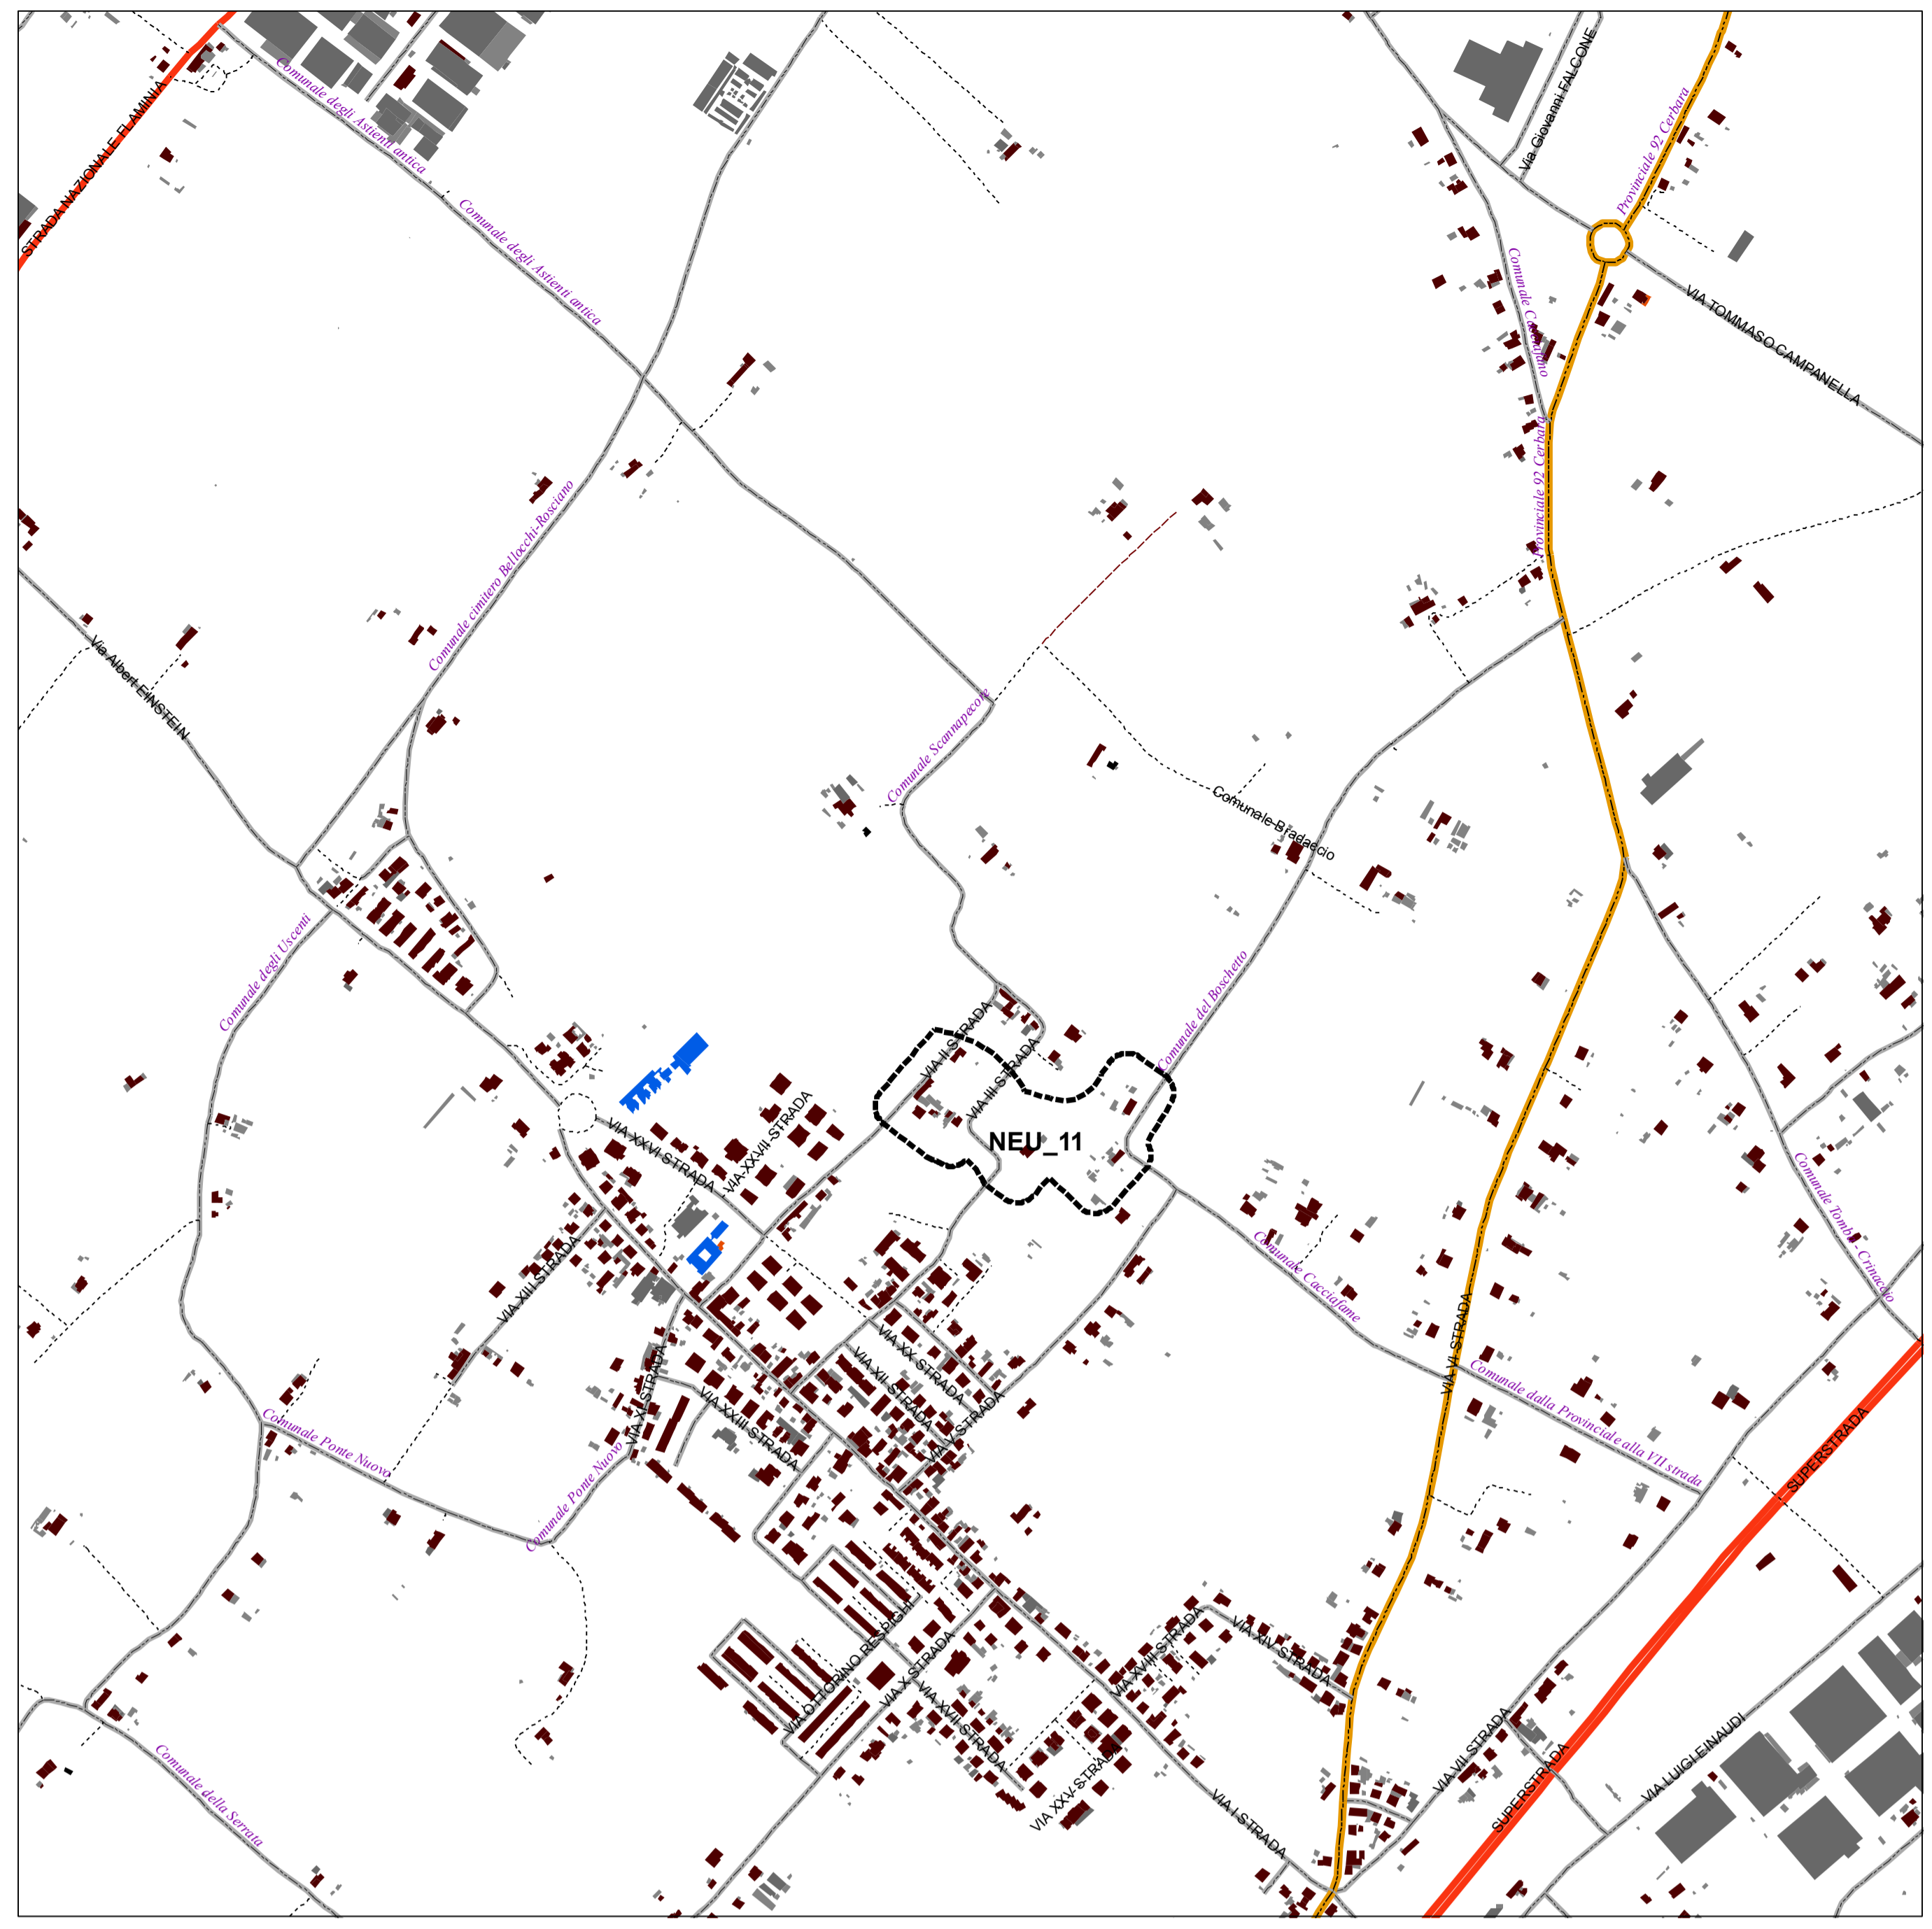 Comunale degli Astienti antica
STRADA NAZIONALE FLAMINIA
Via Giovanni FALCONE
Provinciale 92 Cerbara
Comunale degli Astienti antica
VIA TOMMASO CAMPANELLA
Provinciale 92 Cerbara
Comunale cimitero Bellocchi-Rosciano
Via Albert EINSTEIN
Comunale Scannapecore
Comunale Bradaecio
Comunale degli Uscenti
Comunale del Boschetto
VIA II STRADA
VIA III STRADA
NEU_11
VIA XXVI STRADA
VIA XXVII STRADA
Comunale Tomba-Crinaccio
VIA XII STRADA
Comunale Cacciafame
VIA VI STRADA
VIA XX STRADA
VIA XII STRADA
VIA XI STRADA
VIA XXIII STRADA
VIA V STRADA
Comunale dalla Provinciale alla VII strada
SUPERSTRADA
Comunale Ponte Nuovo
Comunale Ponte Nuovo
VIA OTTORINO RESPIGHI
VIA X STRADA
VIA XVII STRADA
VIA XVIII STRADA
VIA XIV STRADA
VIA XXV STRADA
VIA I STRADA
VIA VII STRADA
SUPERSTRADA
VIA LUIGI EINAUDI
Comunale della Serrata